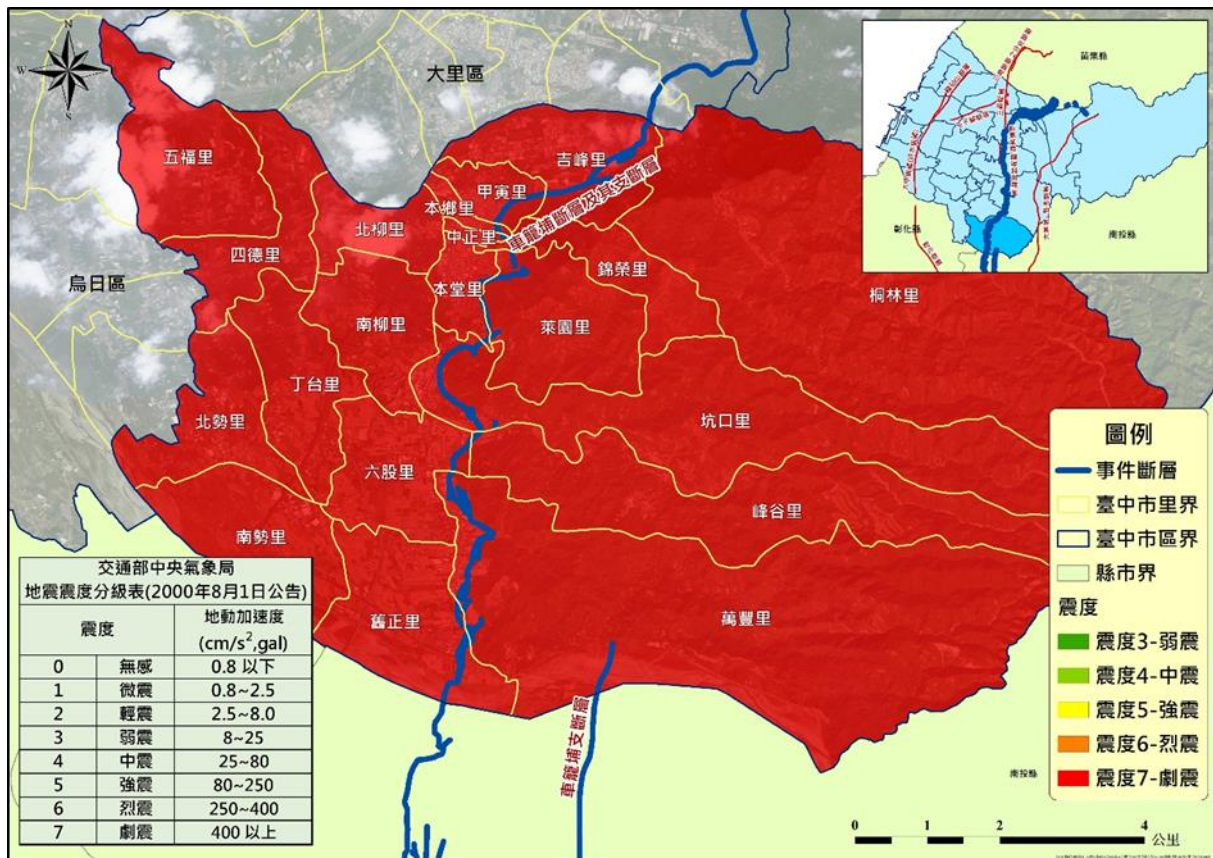 N
W
E
S
大里區
烏日區
五福里
吉峰里
甲寅里
本鄉里
北柳里
中正里
車籠埔斷層及其支斷層
四德里
錦榮里
桐林里
本堂里
南柳里
萊園里
丁台里
北勢里
坑口里
六股里
峰谷里
南勢里
舊正里
萬豐里
車籠埔支斷層
南投縣
苗栗縣
彰化縣
南投縣
圖例
事件斷層
臺中市里界
臺中市區界
縣市界
震度
震度3-弱震
震度4-中震
震度5-強震
震度6-烈震
震度7-劇震
交通部中央氣象局
地震震度分級表(2000年8月1日公告)
震度 地動加速度
(cm/s²,gal)
0 無感 0.8 以下
1 微震 0.8~2.5
2 輕震 2.5~8.0
3 弱震 8~25
4 中震 25~80
5 強震 80~250
6 烈震 250~400
7 劇震 400 以上
0 1 2 4
公里